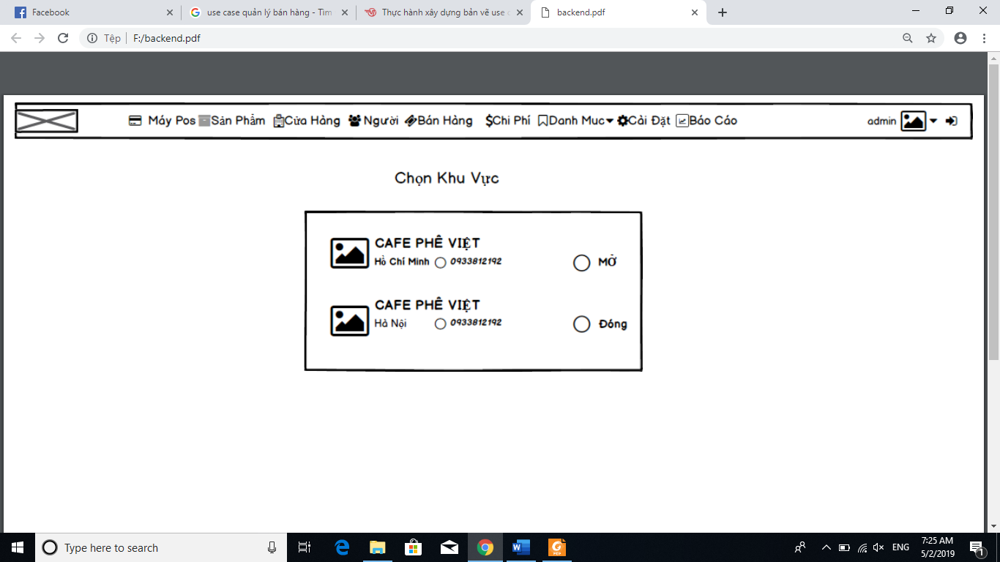 Facebook
use case quản lý bán hàng - Tìm
Thực hành xây dựng bản vẽ use c
backend.pdf
Tệp
F:/backend.pdf
Máy Pos Sản Phẩm Cửa Hàng Người Bán Hàng $Chi Phí Danh Muc Cài Đặt Báo Cáo admin
Chọn Khu Vực
CAFE PHÊ VIỆT
Hồ Chí Minh 0933812192 MỞ
CAFE PHÊ VIỆT
Hà Nội 0933812192 Đóng
Type here to search
ENG
7:25 AM
5/2/2019
1